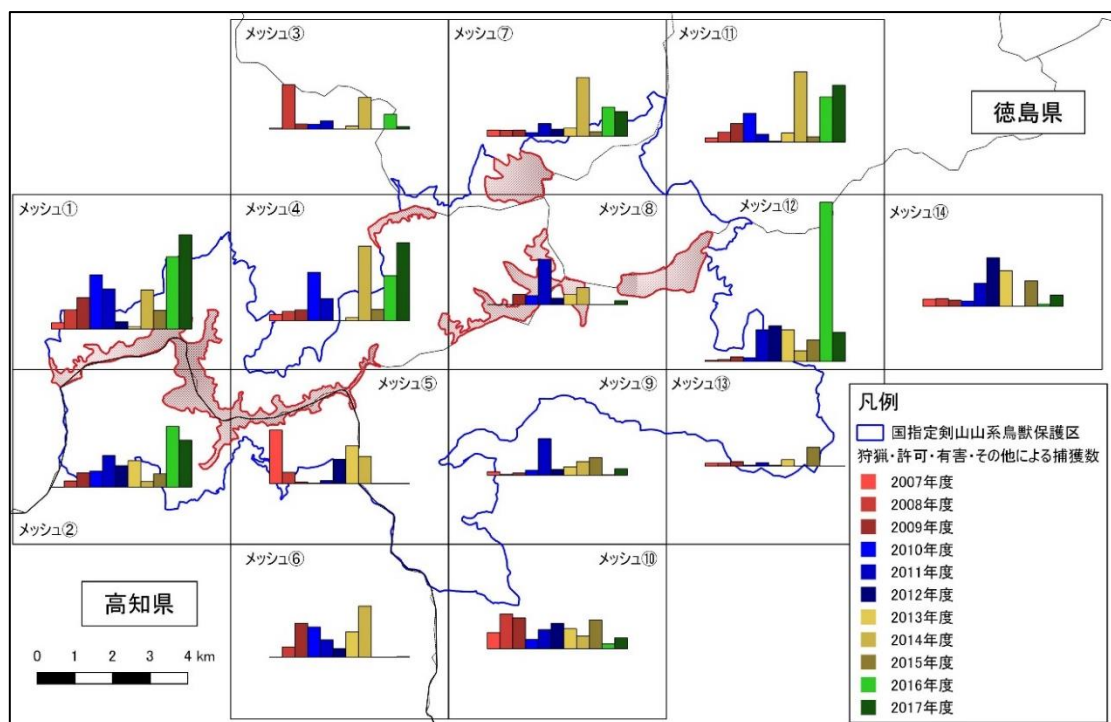 メッシュ③
メッシュ⑦
メッシュ⑪
徳島県
メッシュ①
メッシュ④
メッシュ⑧
メッシュ⑫
メッシュ⑭
メッシュ⑤
メッシュ⑨
メッシュ⑬
メッシュ②
メッシュ⑥
メッシュ⑩
高知県
0 1 2 3 4 km
凡例
国指定剣山山系鳥獣保護区
狩猟・許可・有害・その他による捕獲数
2007年度
2008年度
2009年度
2010年度
2011年度
2012年度
2013年度
2014年度
2015年度
2016年度
2017年度